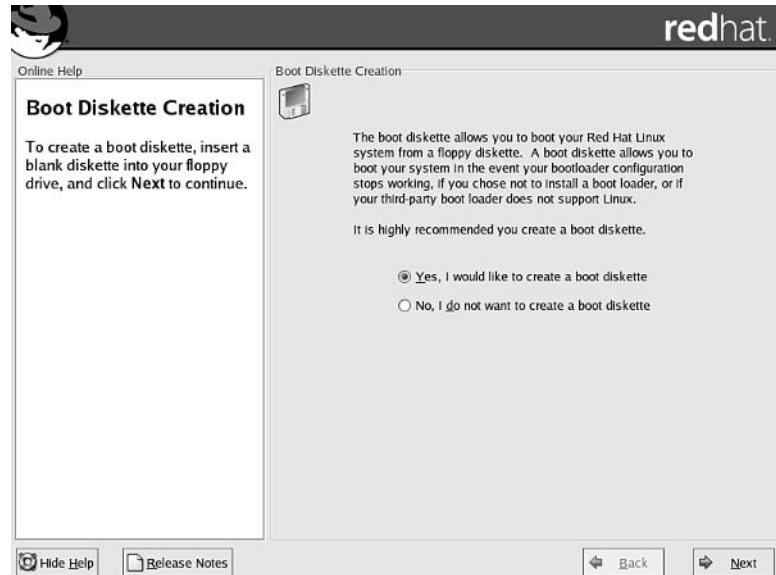 redhat.
Online Help
Boot Diskette Creation
To create a boot diskette, insert a
blank diskette into your floppy
drive, and click Next to continue.
Boot Diskette Creation
The boot diskette allows you to boot your Red Hat Linux
system from a floppy diskette. A boot diskette allows you to
boot your system in the event your bootloader configuration
stops working, if you chose not to install a boot loader, or if
your third-party boot loader does not support Linux.
It is highly recommended you create a boot diskette.
Yes, I would like to create a boot diskette
No, I do not want to create a boot diskette
Hide Help
Release Notes
Back
Next